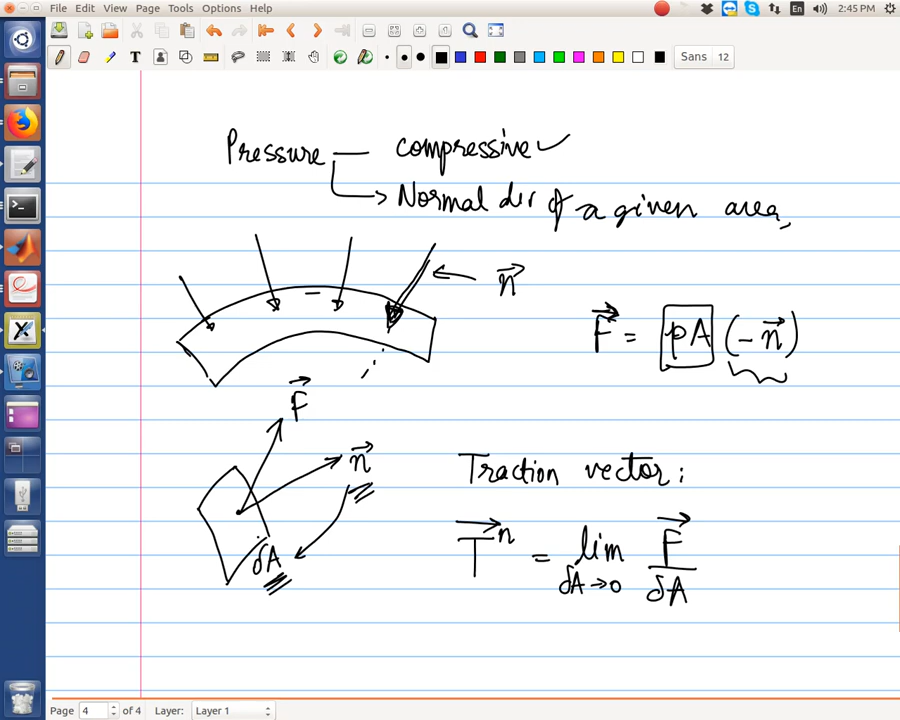 File Edit View Page Tools Options Help En 2:45 PM
Sans 12
Pressure — compressive ✓
→ Normal dir of a given area,
n⃗
F⃗ = pA (-n⃗)
F⃗
n⃗
Traction vector:
δA
T⃗ⁿ = lim δA→0 F⃗/δA
Page 4 of 4 Layer: Layer 1